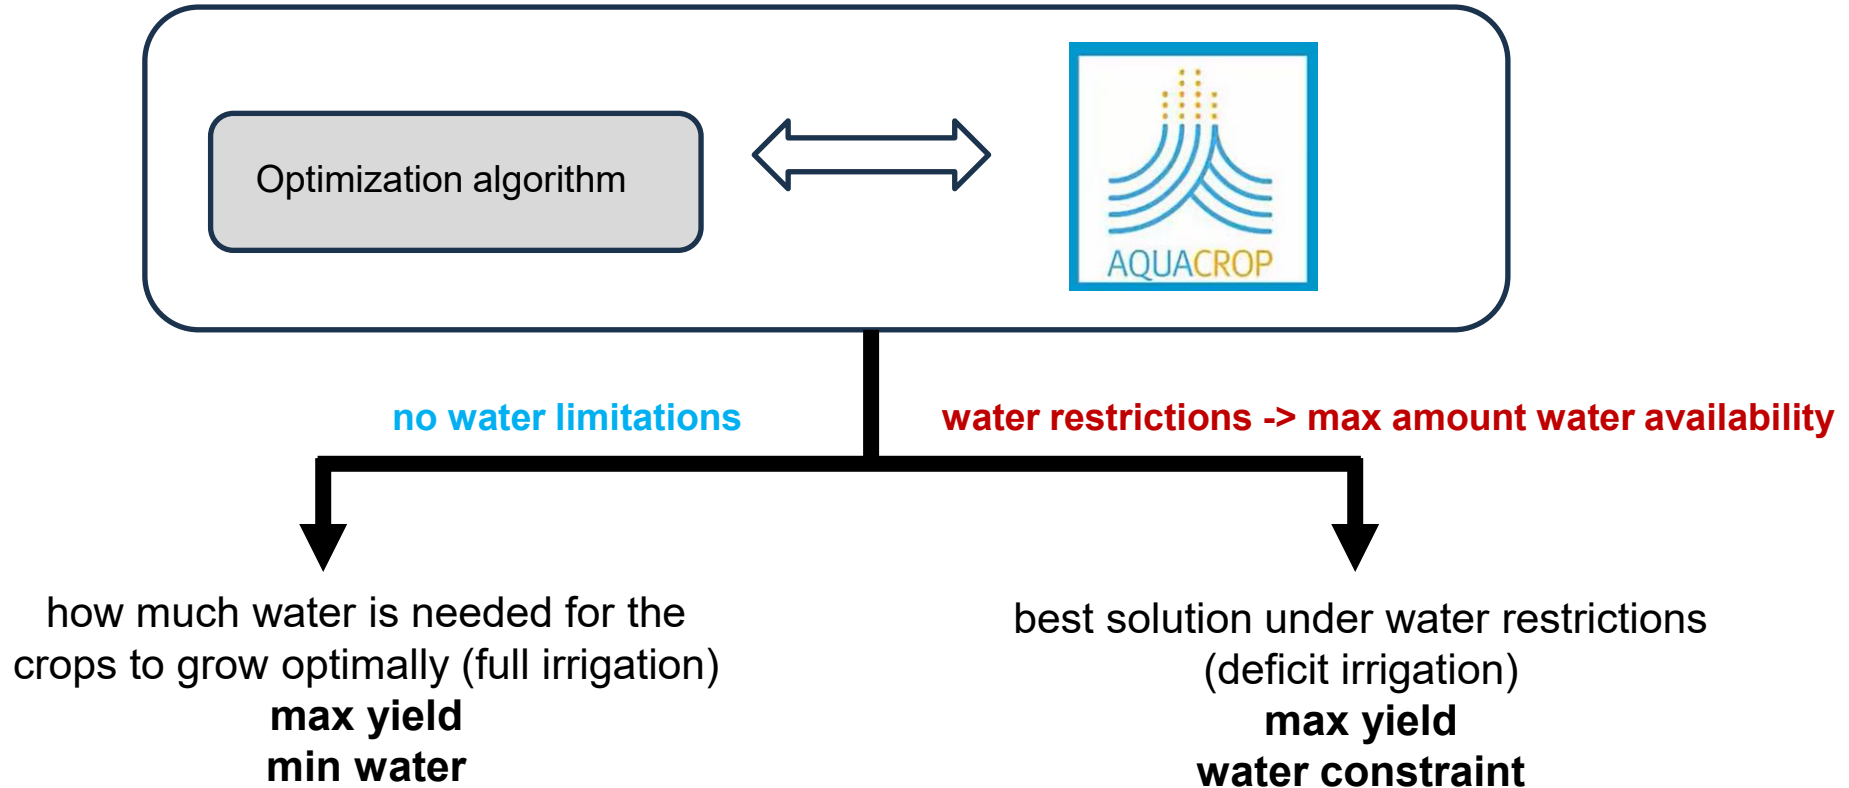 Optimization algorithm
AQUACROP
no water limitations
water restrictions -> max amount water availability
how much water is needed for the
crops to grow optimally (full irrigation)
max yield
min water
best solution under water restrictions
(deficit irrigation)
max yield
water constraint